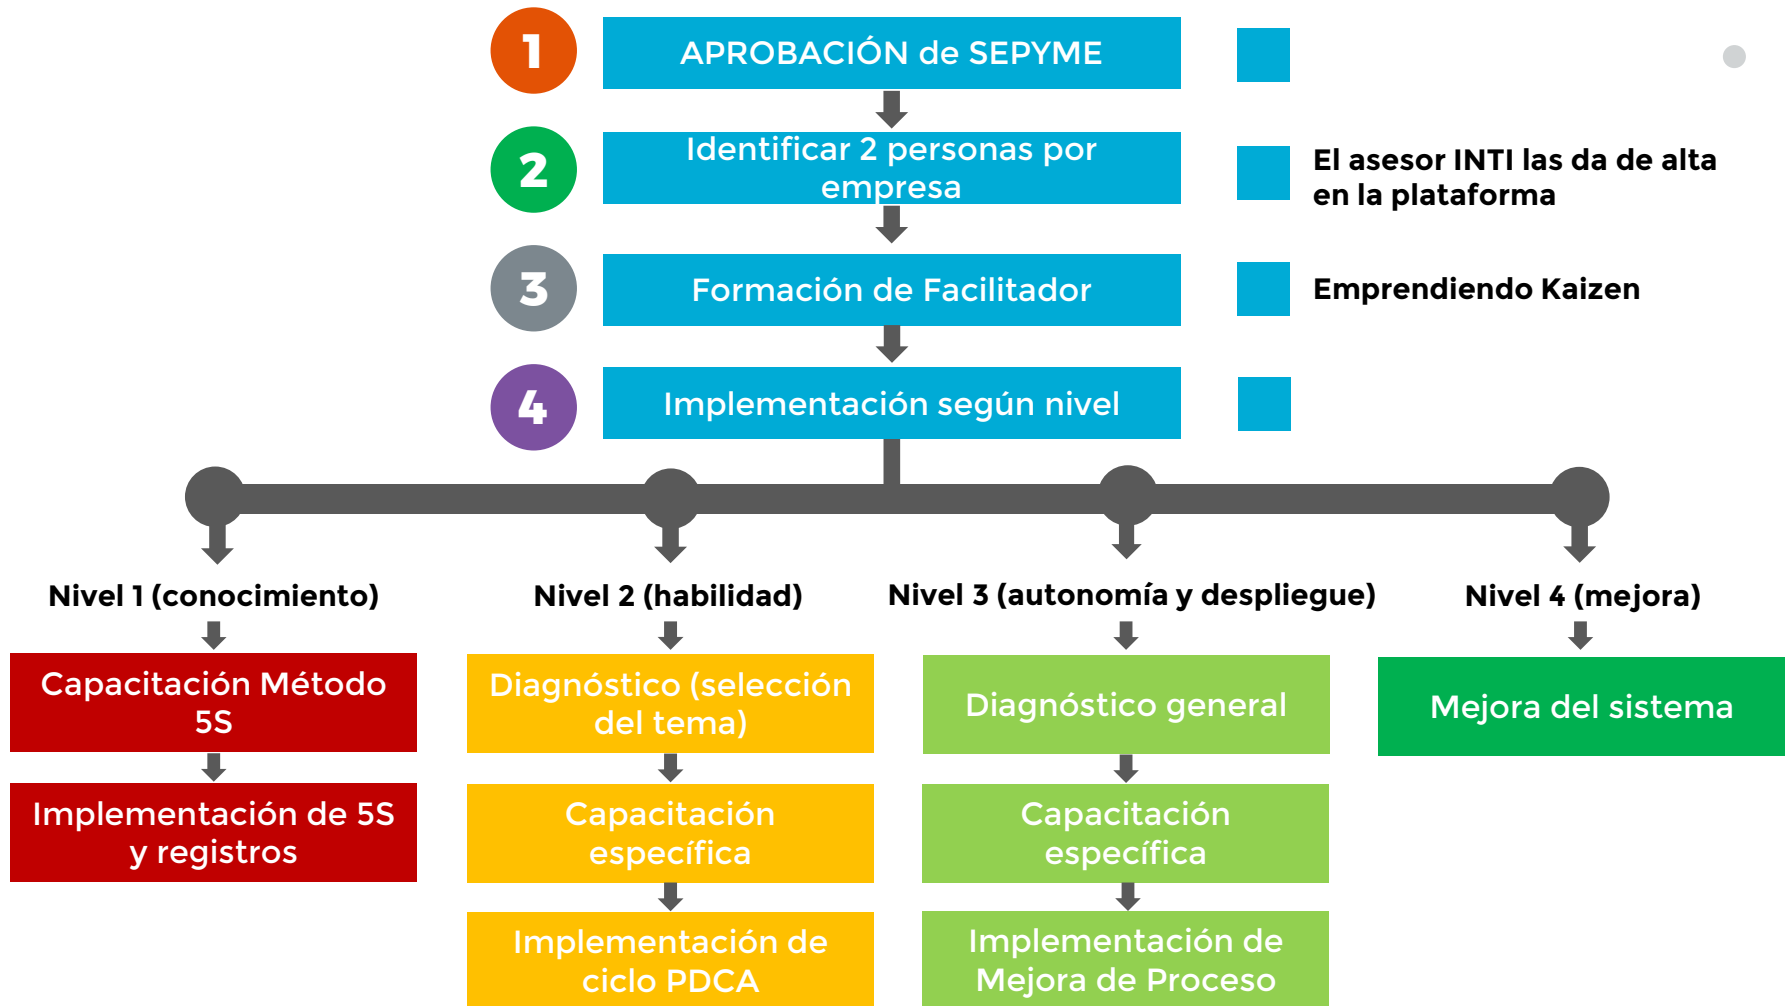 1
APROBACIÓN de SEPYME
2
Identificar 2 personas por
empresa
El asesor INTI las da de alta
en la plataforma
3
Formación de Facilitador
Emprendiendo Kaizen
4
Implementación según nivel
Nivel 1 (conocimiento)
Capacitación Método
5S
Implementación de 5S
y registros
Nivel 2 (habilidad)
Diagnóstico (selección
del tema)
Capacitación
específica
Implementación de
ciclo PDCA
Nivel 3 (autonomía y despliegue)
Diagnóstico general
Capacitación
específica
Implementación de
Mejora de Proceso
Nivel 4 (mejora)
Mejora del sistema